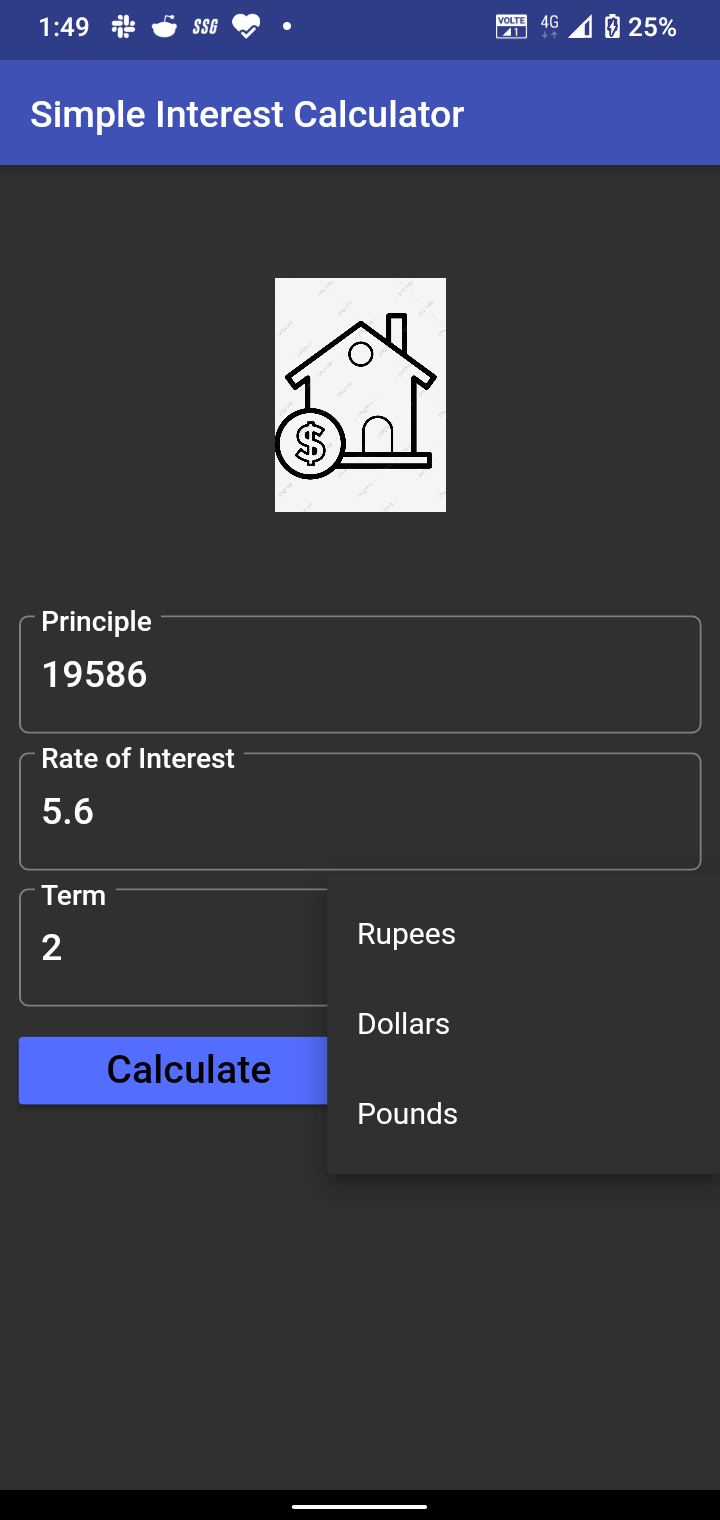 1:49 SSG VOLTE 1 4G 25%
Simple Interest Calculator
$
Principle
19586
Rate of Interest
5.6
Term
2
Rupees
Dollars
Calculate
Pounds